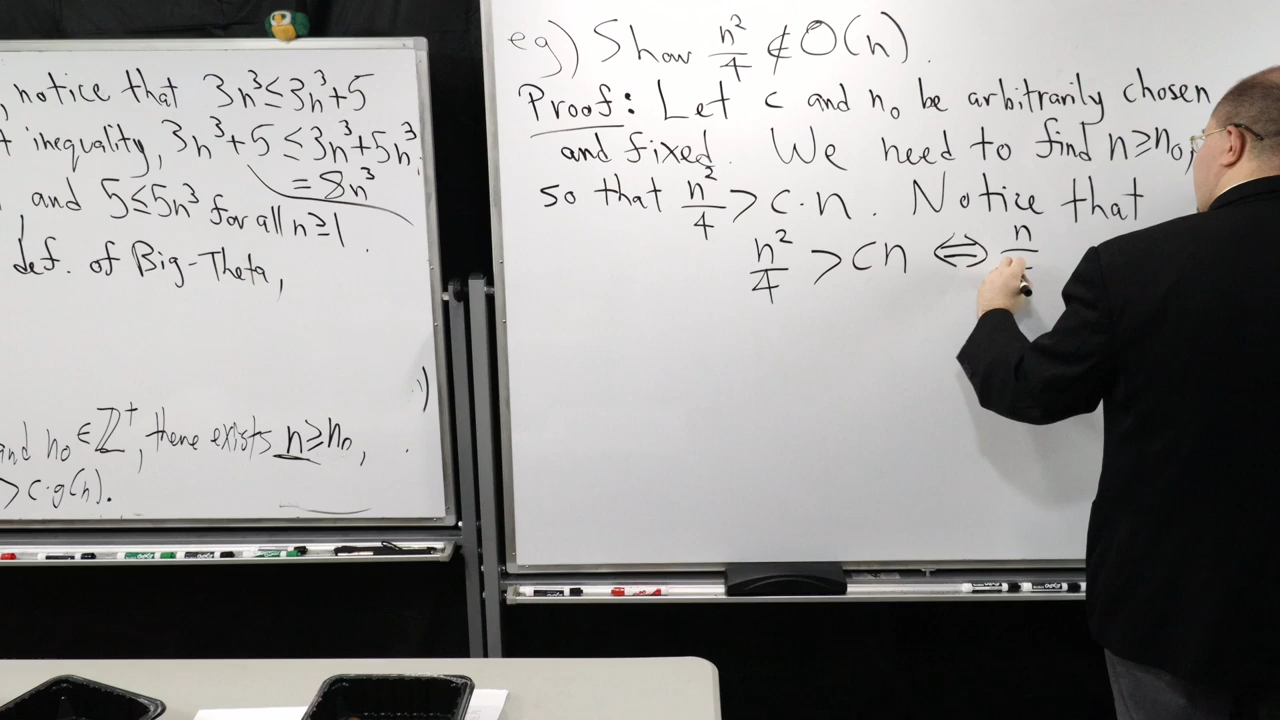 , notice that 3n³≤3n³+5
inequality, 3n³+5≤3n³+5n³,
=8n³
, and 5≤5n³ for all n≥1.
def. of Big-Theta,
and n₀∈ℤ⁺, there exists n≥n₀,
>c·g(n).
eg) Show n²/4 ∉O(n).
Proof: Let c and n₀ be arbitrarily chosen
and fixed. We need to find n≥n₀,
so that n²/4 >c·n. Notice that
n²/4 >cn ⇔ n